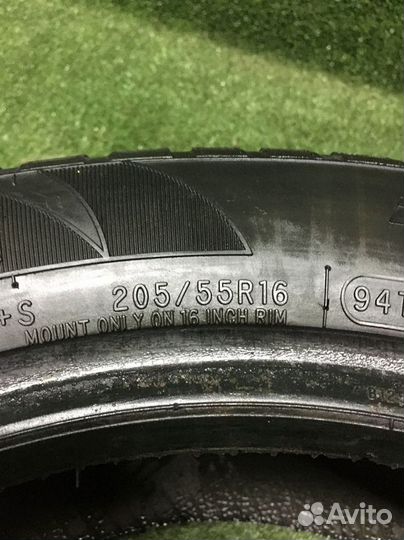 +S 205/55R16 94T
MOUNT ONLY ON 16 INCH RIM
Avito